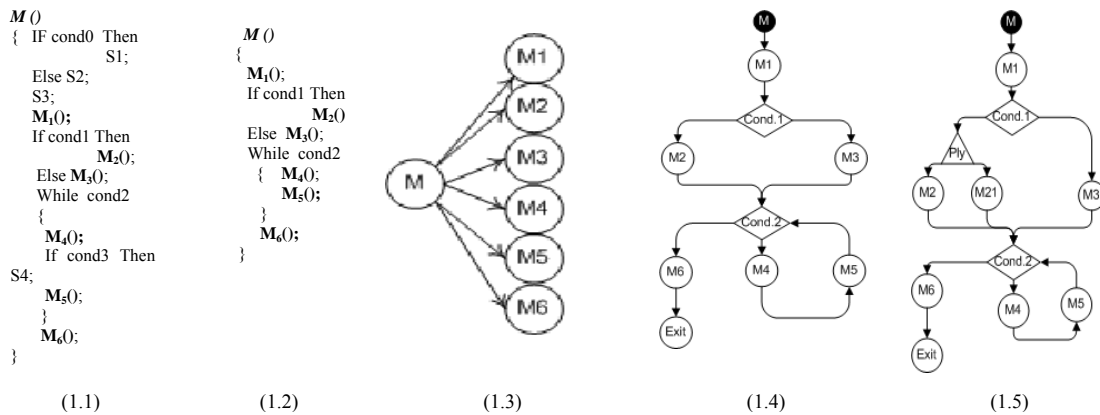 M ()
{ IF cond0 Then
S1;
Else S2;
S3;
M1();
If cond1 Then
M2();
Else M3();
While cond2
{
M4();
If cond3 Then
S4;
M5();
}
M6();
}
(1.1)
M ()
{
M1();
If cond1 Then
M2()
Else M3();
While cond2
{ M4();
M5();
}
M6();
}
(1.2)
M
M1
M2
M3
M4
M5
M6
(1.3)
M
M1
Cond.1
M2
M3
Cond.2
M6
M4
M5
Exit
(1.4)
M
M1
Cond.1
Ply
M2
M21
M3
Cond.2
M6
M4
M5
Exit
(1.5)